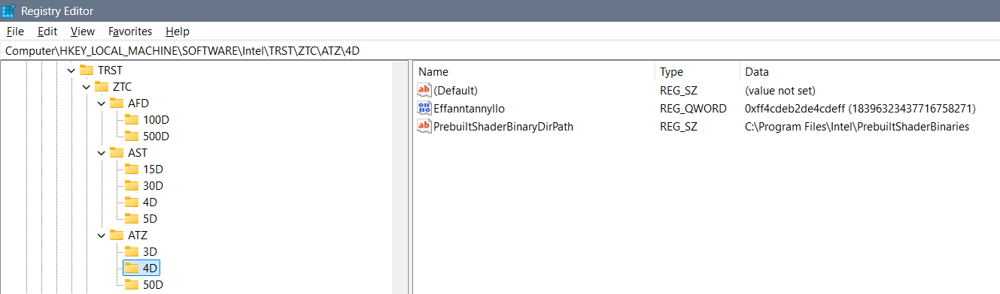 Registry Editor
File Edit View Favorites Help
Computer\HKEY_LOCAL_MACHINE\SOFTWARE\Intel\TRST\ZTC\ATZ\4D
TRST
ZTC
AFD
100D
500D
AST
15D
30D
4D
5D
ATZ
3D
4D
50D
Name Type Data
(Default) REG_SZ (value not set)
Effanntannyllo REG_QWORD 0xff4cdeb2de4cdeff (18396323437716758271)
PrebuiltShaderBinaryDirPath REG_SZ C:\Program Files\Intel\PrebuiltShaderBinaries